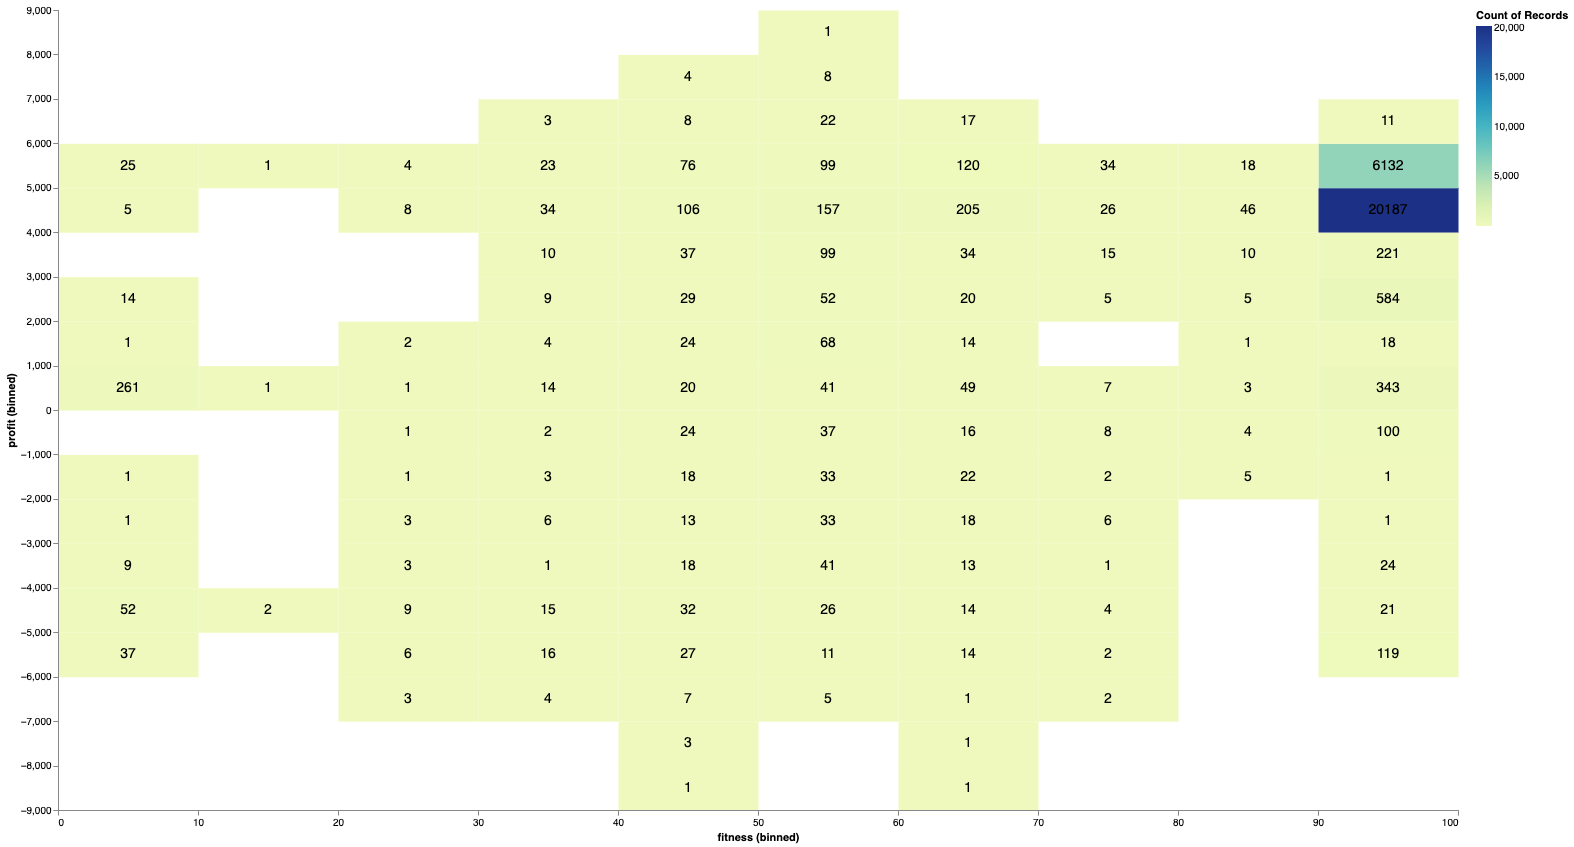 Count of Records
20,000
15,000
10,000
5,000
profit (binned)
9,000
1
8,000
4 8
7,000
3 8 22 17 11
6,000
25 1 4 23 76 99 120 34 18 6132
5,000
5 8 34 106 157 205 26 46 20187
4,000
10 37 99 34 15 10 221
3,000
14 9 29 52 20 5 5 584
2,000
1 2 4 24 68 14 1 18
1,000
261 1 1 14 20 41 49 7 3 343
0
1 2 24 37 16 8 4 100
−1,000
1 1 3 18 33 22 2 5 1
−2,000
1 3 6 13 33 18 6 1
−3,000
9 3 1 18 41 13 1 24
−4,000
52 2 9 15 32 26 14 4 21
−5,000
37 6 16 27 11 14 2 119
−6,000
3 4 7 5 1 2
−7,000
3 1
−8,000
1 1
−9,000
0 10 20 30 40 50 60 70 80 90 100
fitness (binned)